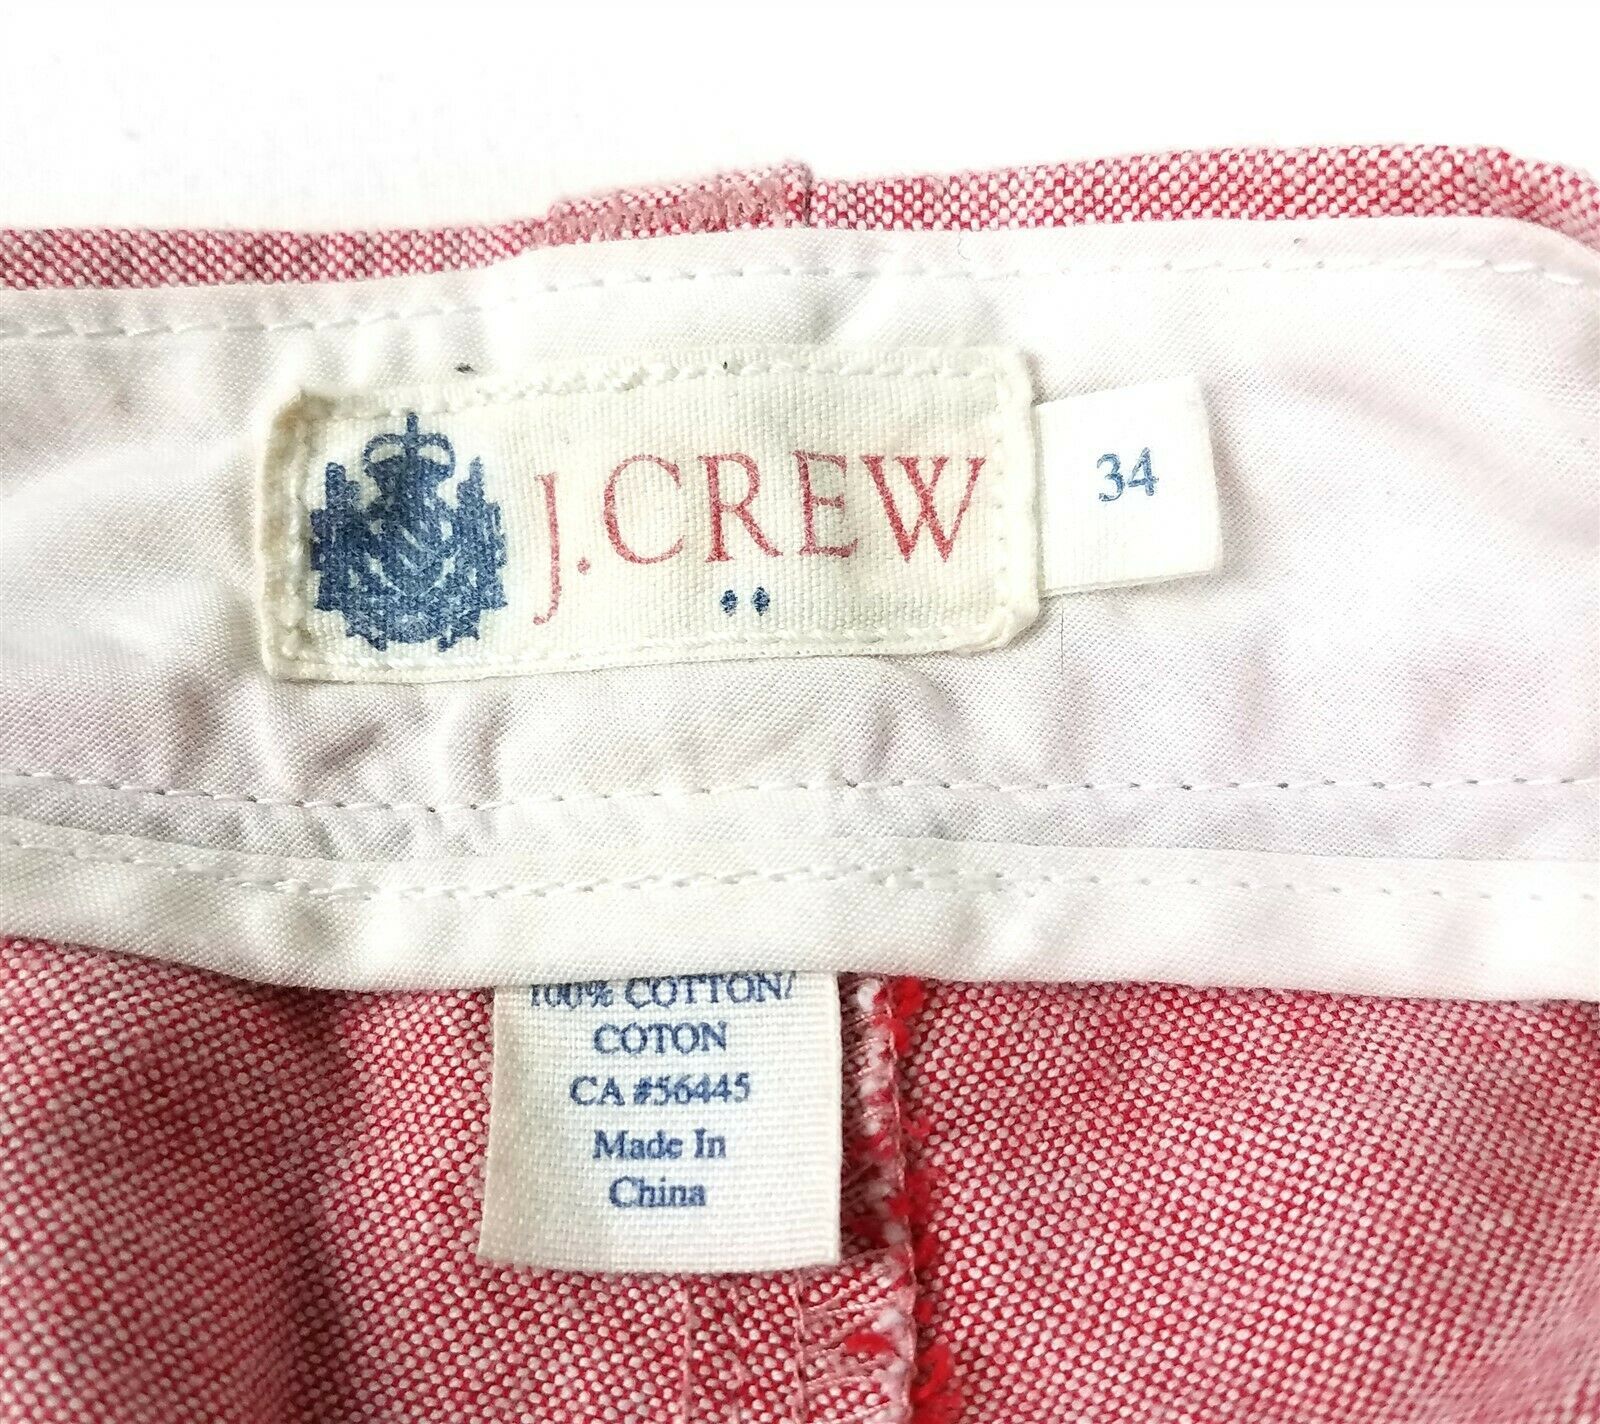 J.CREW
34
100% COTTON/
COTON
CA #56445
Made In
China